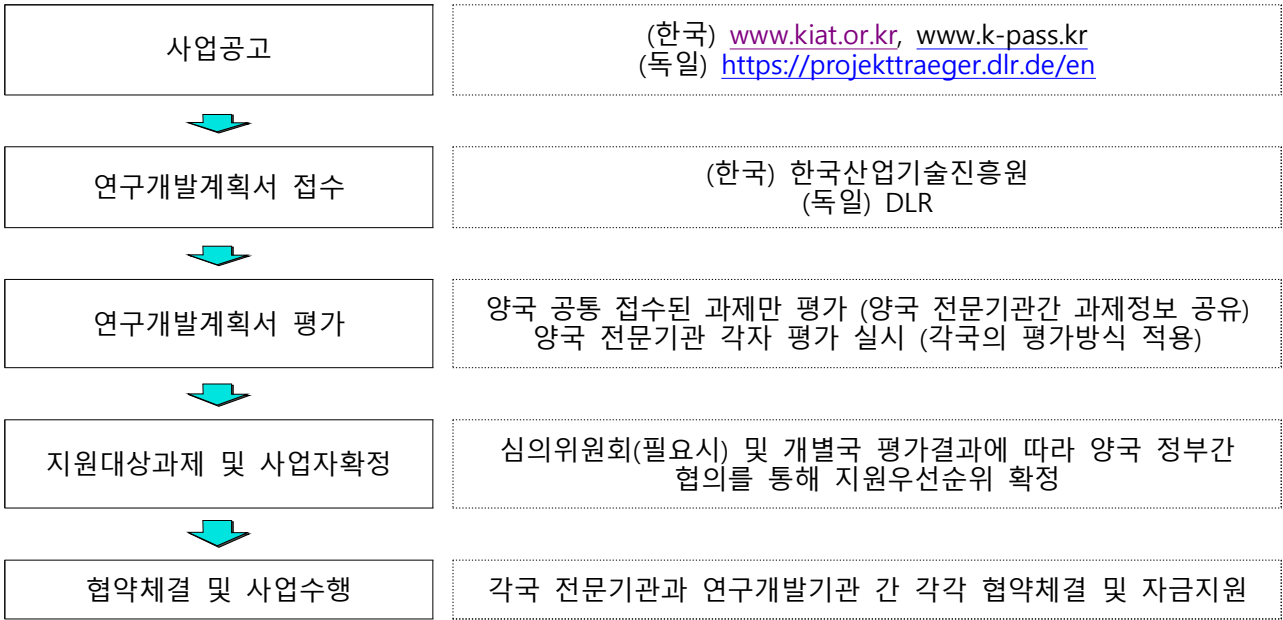 사업공고
(한국) www.kiat.or.kr, www.k-pass.kr
(독일) https://projekttraeger.dlr.de/en
연구개발계획서 접수
(한국) 한국산업기술진흥원
(독일) DLR
연구개발계획서 평가
양국 공통 접수된 과제만 평가 (양국 전문기관간 과제정보 공유)
양국 전문기관 각자 평가 실시 (각국의 평가방식 적용)
지원대상과제 및 사업자확정
심의위원회(필요시) 및 개별국 평가결과에 따라 양국 정부간
협의를 통해 지원우선순위 확정
협약체결 및 사업수행
각국 전문기관과 연구개발기관 간 각각 협약체결 및 자금지원